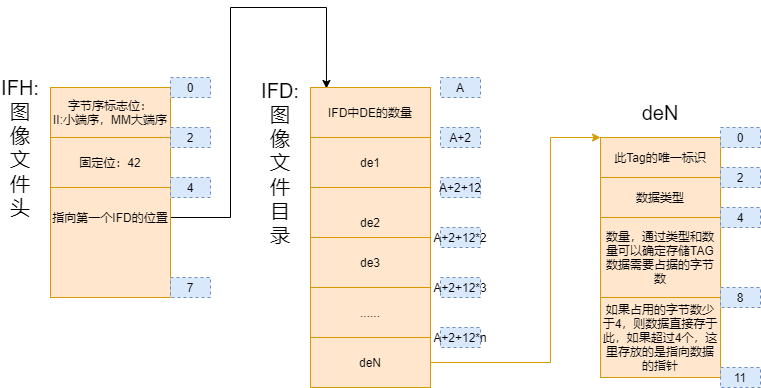 IFH:
图
像
文
件
头
0
字节序标志位：
II:小端序，MM大端序
2
固定位：42
4
指向第一个IFD的位置
7
IFD:
图
像
文
件
目
录
A
IFD中DE的数量
A+2
de1
A+2+12
de2
A+2+12*2
de3
A+2+12*3
......
A+2+12*n
deN
deN
0
此Tag的唯一标识
2
数据类型
4
数量，通过类型和数
量可以确定存储TAG
数据需要占据的字节
数
8
如果占用的字节数少
于4，则数据直接存于
此，如果超过4个，这
里存放的是指向数据
的指针
11